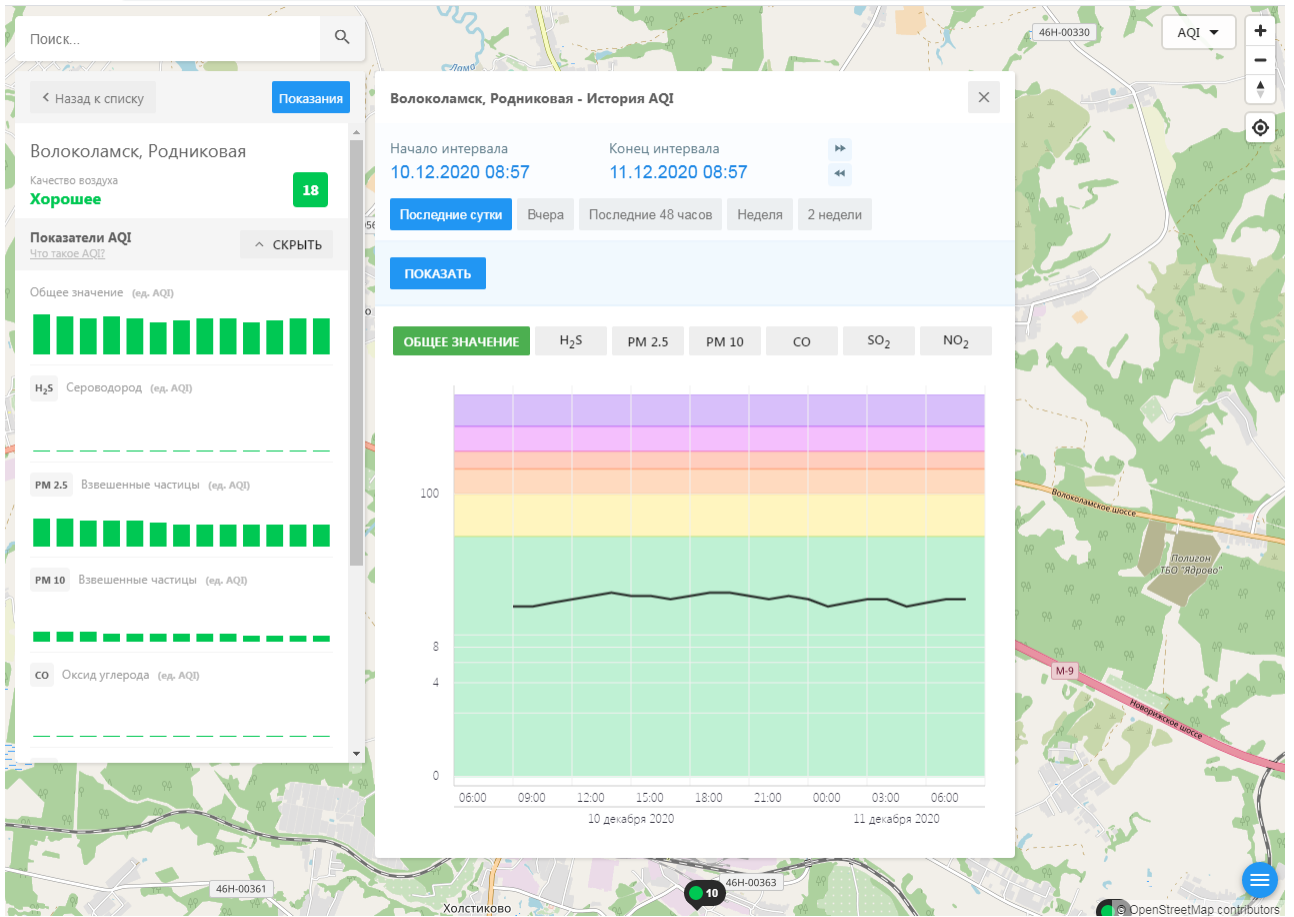 Поиск...
46Н-00330
AQI
Ламо
Назад к списку
Показания
Волоколамск, Родниковая
Качество воздуха
Хорошее
18
Показатели AQI
Что такое AQI?
СКРЫТЬ
Общее значение (ед. AQI)
H₂S Сероводород (ед. AQI)
PM 2.5 Взвешенные частицы (ед. AQI)
PM 10 Взвешенные частицы (ед. AQI)
CO Оксид углерода (ед. AQI)
Волоколамск, Родниковая - История AQI
Начало интервала
10.12.2020 08:57
Конец интервала
11.12.2020 08:57
Последние сутки
Вчера
Последние 48 часов
Неделя
2 недели
ПОКАЗАТЬ
ОБЩЕЕ ЗНАЧЕНИЕ
H₂S
PM 2.5
PM 10
CO
SO₂
NO₂
100
8
4
0
06:00 09:00 12:00 15:00 18:00 21:00 00:00 03:00 06:00
10 декабря 2020 11 декабря 2020
Волоколамское шоссе
Полигон
ТБО "Ядрово"
М-9
Новорижское шоссе
46Н-00361
46Н-00363
10
Холстиково
© OpenStreetMap contributors